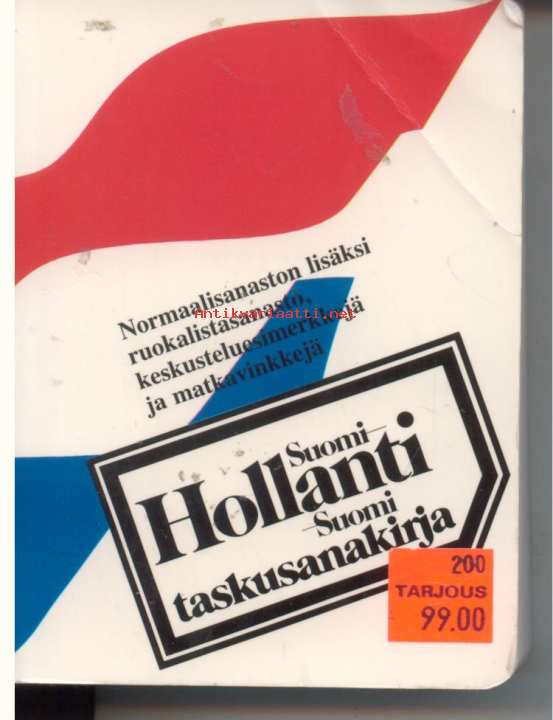 Normaalisanaston lisäksi
ruokalistasanasto,
Antikvariaatti.net
keskusteluesimerkkejä
ja matkavinkkejä
Suomi–
Hollanti
–Suomi
taskusanakirja
200
TARJOUS
99.00